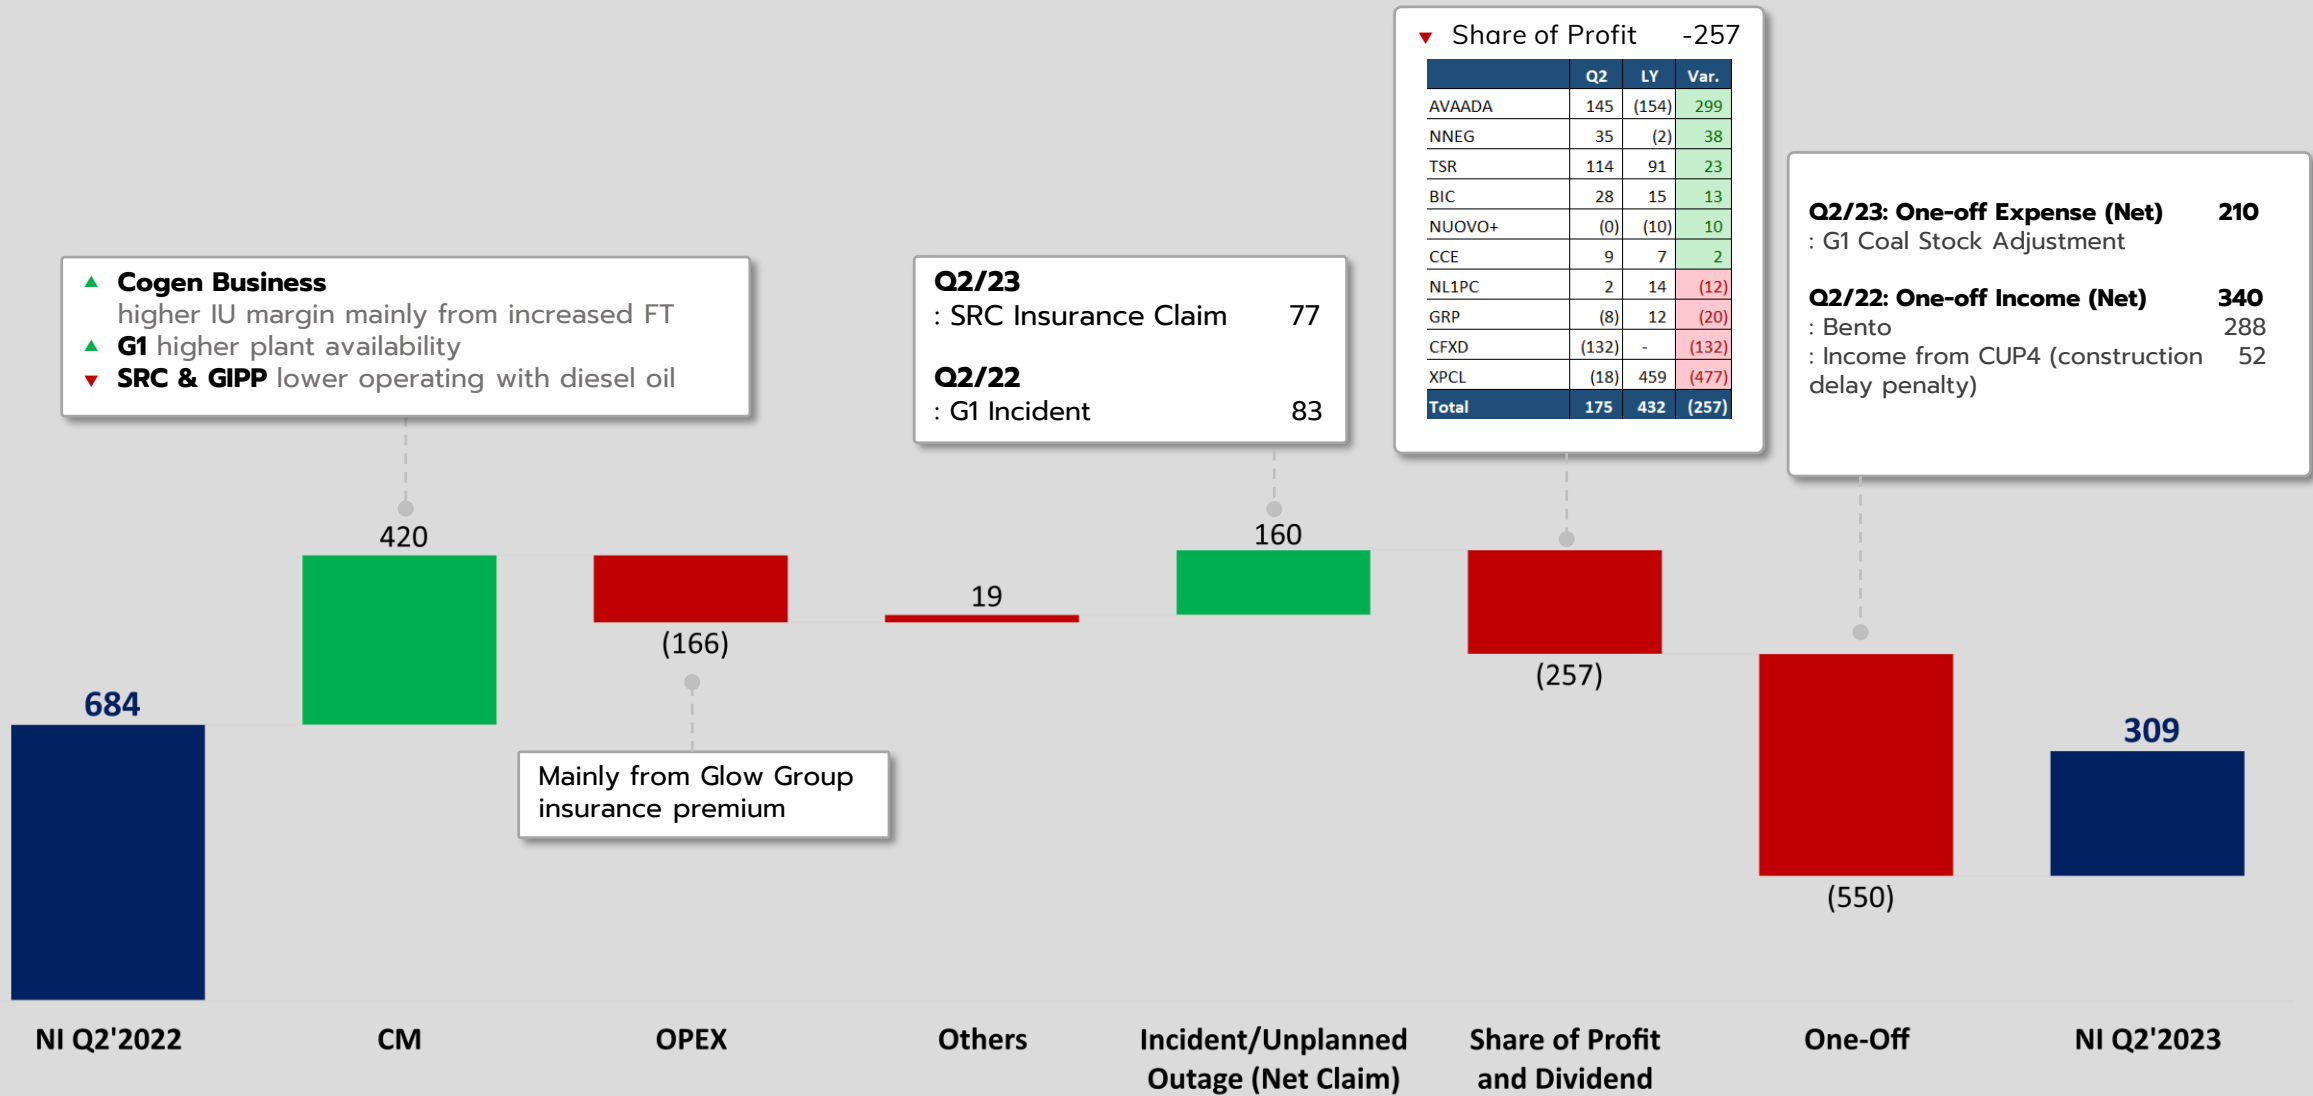 Share of Profit -257
Q2 LY Var.
AVAADA 145 (154) 299
NNEG 35 (2) 38
TSR 114 91 23
BIC 28 15 13
NUOVO+ (0) (10) 10
CCE 9 7 2
NL1PC 2 14 (12)
GRP (8) 12 (20)
CFXD (132) - (132)
XPCL (18) 459 (477)
Total 175 432 (257)
Q2/23: One-off Expense (Net) 210
: G1 Coal Stock Adjustment
Q2/22: One-off Income (Net) 340
: Bento 288
: Income from CUP4 (construction 52
delay penalty)
Cogen Business
higher IU margin mainly from increased FT
G1 higher plant availability
SRC & GIPP lower operating with diesel oil
Q2/23
: SRC Insurance Claim 77
Q2/22
: G1 Incident 83
684
420
(166)
Mainly from Glow Group
insurance premium
19
160
(257)
(550)
309
NI Q2'2022
CM
OPEX
Others
Incident/Unplanned
Outage (Net Claim)
Share of Profit
and Dividend
One-Off
NI Q2'2023